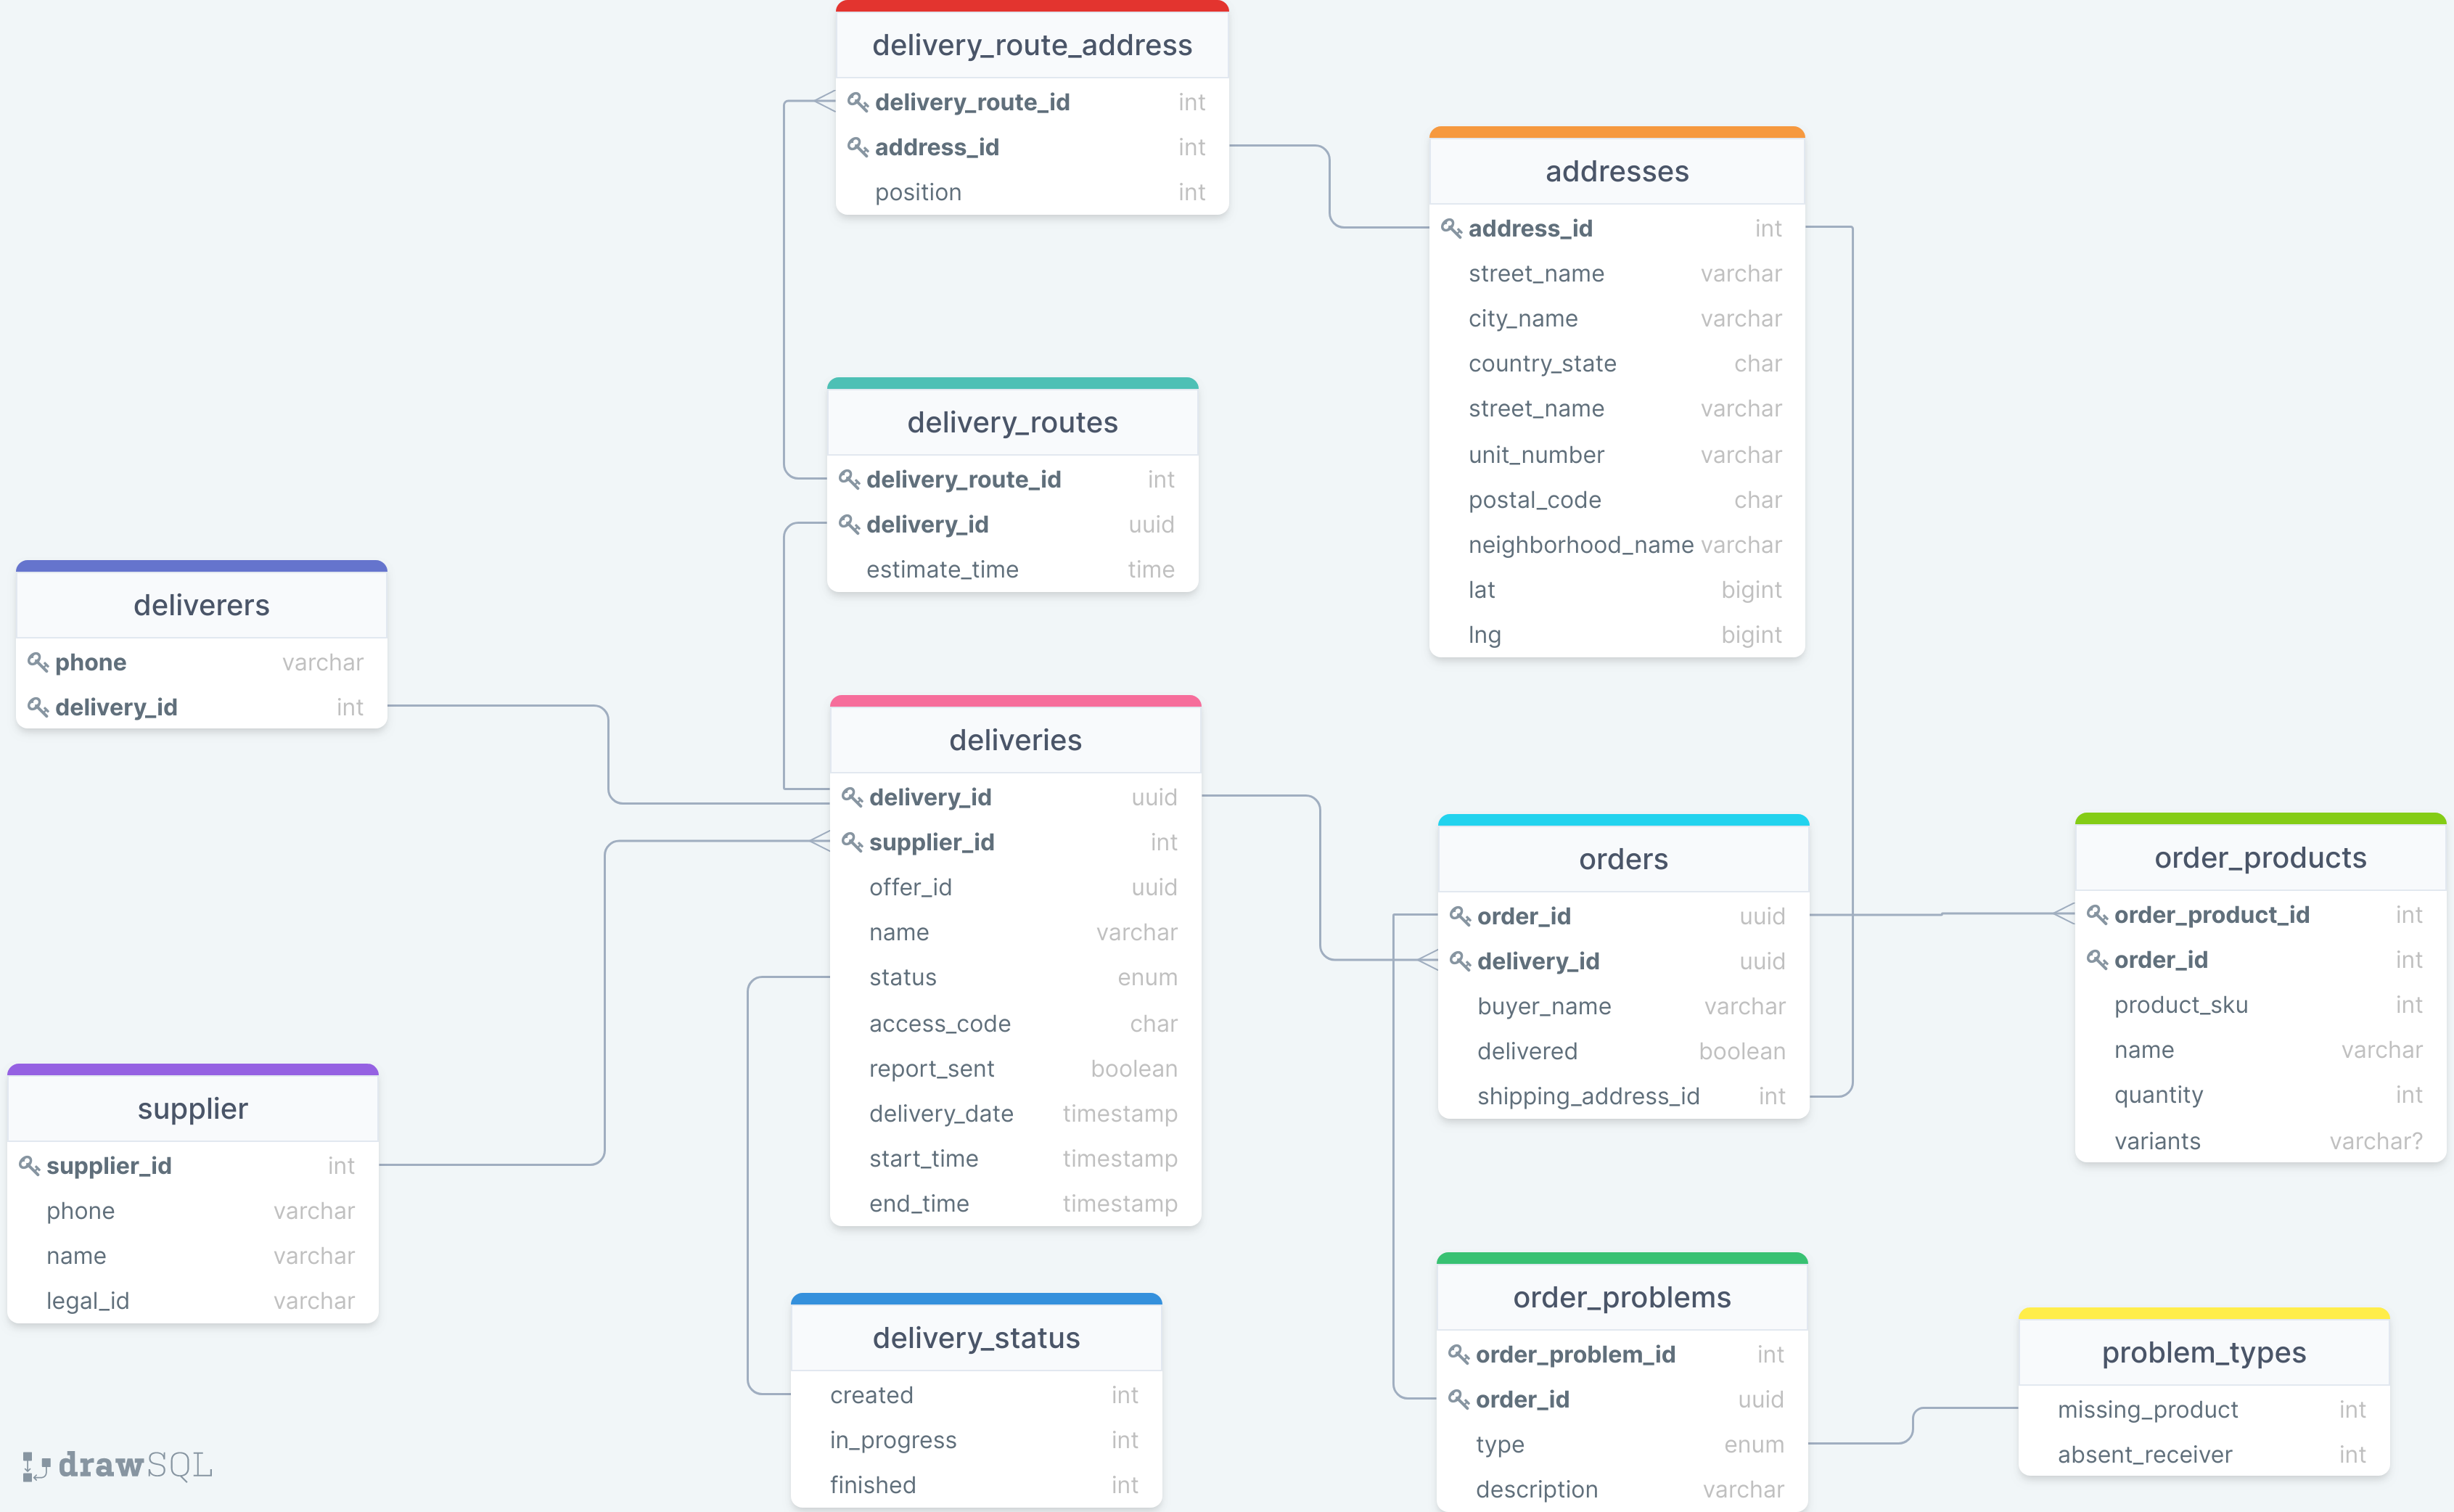 delivery_route_address
delivery_route_id int
address_id int
position int
addresses
address_id int
street_name varchar
city_name varchar
country_state char
street_name varchar
unit_number varchar
postal_code char
neighborhood_name varchar
lat bigint
lng bigint
delivery_routes
delivery_route_id int
delivery_id uuid
estimate_time time
deliverers
phone varchar
delivery_id int
deliveries
delivery_id uuid
supplier_id int
offer_id uuid
name varchar
status enum
access_code char
report_sent boolean
delivery_date timestamp
start_time timestamp
end_time timestamp
orders
order_id uuid
delivery_id uuid
buyer_name varchar
delivered boolean
shipping_address_id int
order_products
order_product_id int
order_id int
product_sku int
name varchar
quantity int
variants varchar?
supplier
supplier_id int
phone varchar
name varchar
legal_id varchar
delivery_status
created int
in_progress int
finished int
order_problems
order_problem_id int
order_id uuid
type enum
description varchar
problem_types
missing_product int
absent_receiver int
drawSQL